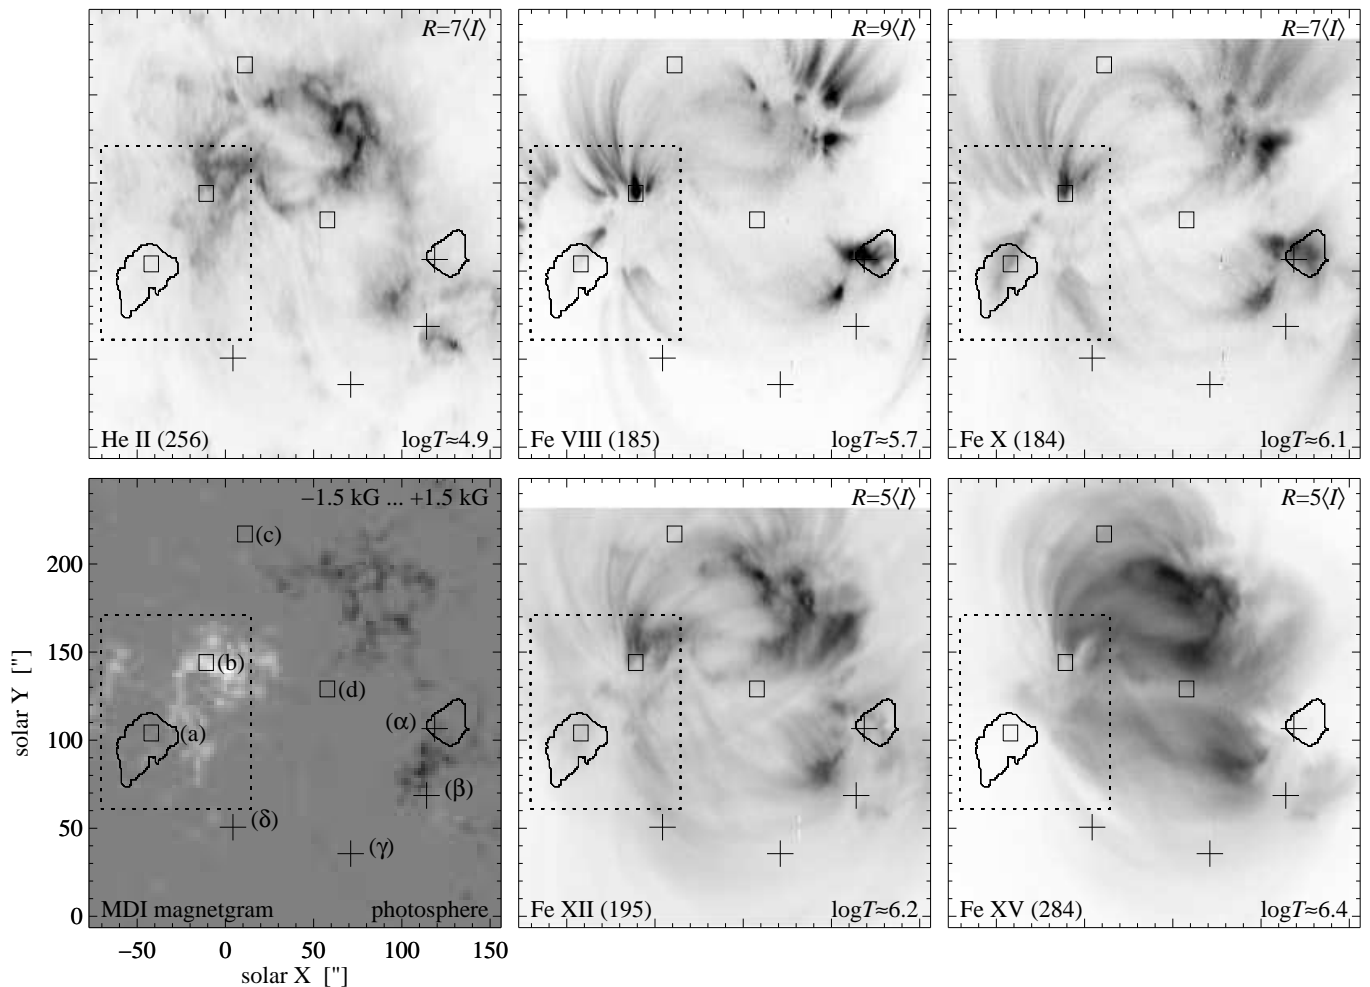 R=7⟨I⟩
He II (256)
logT≈4.9
R=9⟨I⟩
Fe VIII (185)
logT≈5.7
R=7⟨I⟩
Fe X (184)
logT≈6.1
−1.5 kG ... +1.5 kG
(c)
(b)
(d)
(a)
(α)
(β)
(δ)
(γ)
MDI magnetgram
photosphere
200
150
100
50
0
solar Y ["]
−50
0
50
100
150
solar X ["]
R=5⟨I⟩
Fe XII (195)
logT≈6.2
R=5⟨I⟩
Fe XV (284)
logT≈6.4